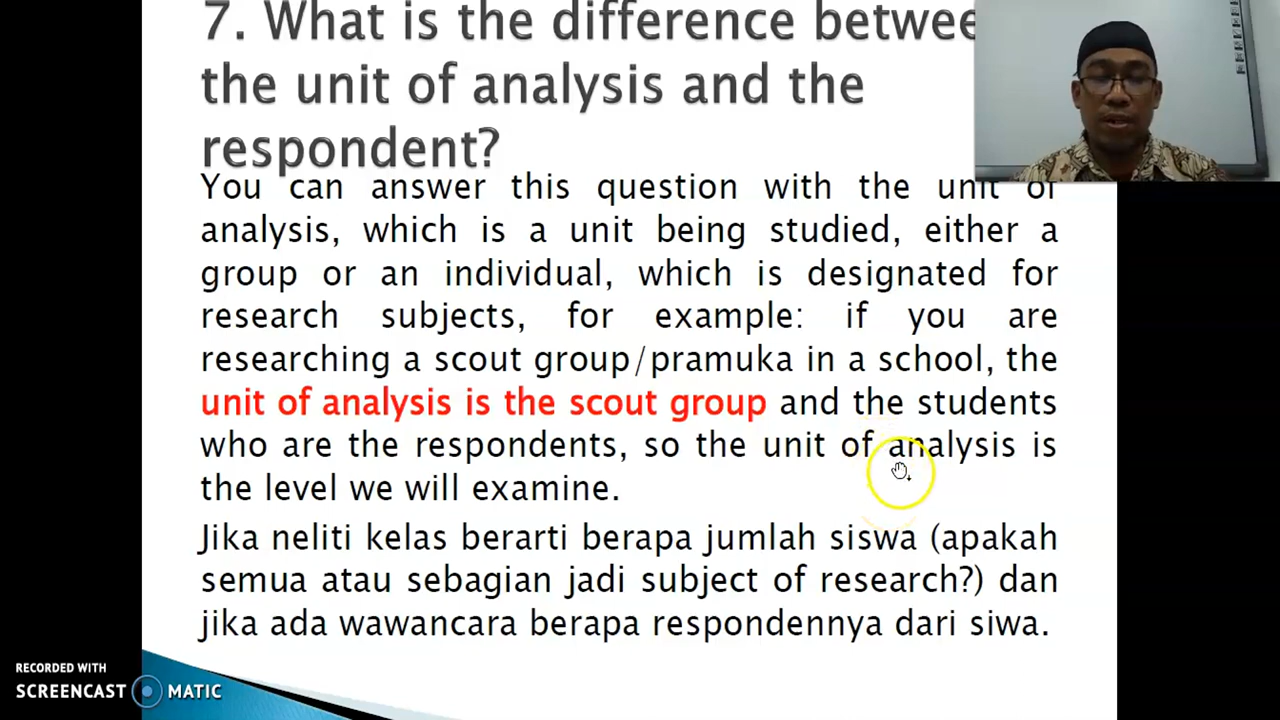 7. What is the difference betwee
the unit of analysis and the
respondent?
You can answer this question with the unit of
analysis, which is a unit being studied, either a
group or an individual, which is designated for
research subjects, for example: if you are
researching a scout group/pramuka in a school, the
unit of analysis is the scout group and the students
who are the respondents, so the unit of analysis is
the level we will examine.
Jika neliti kelas berarti berapa jumlah siswa (apakah
semua atau sebagian jadi subject of research?) dan
jika ada wawancara berapa respondennya dari siwa.
RECORDED WITH
SCREENCAST MATIC